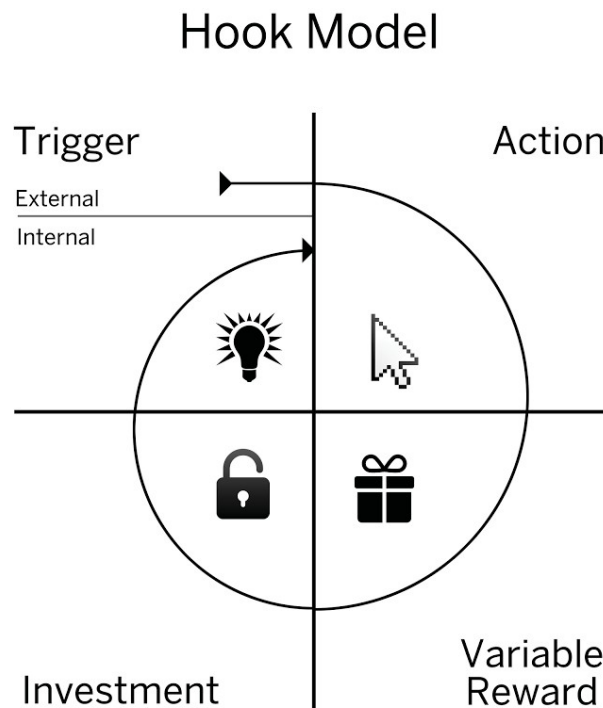 Hook Model
Trigger
Action
External
Internal
Investment
Variable
Reward